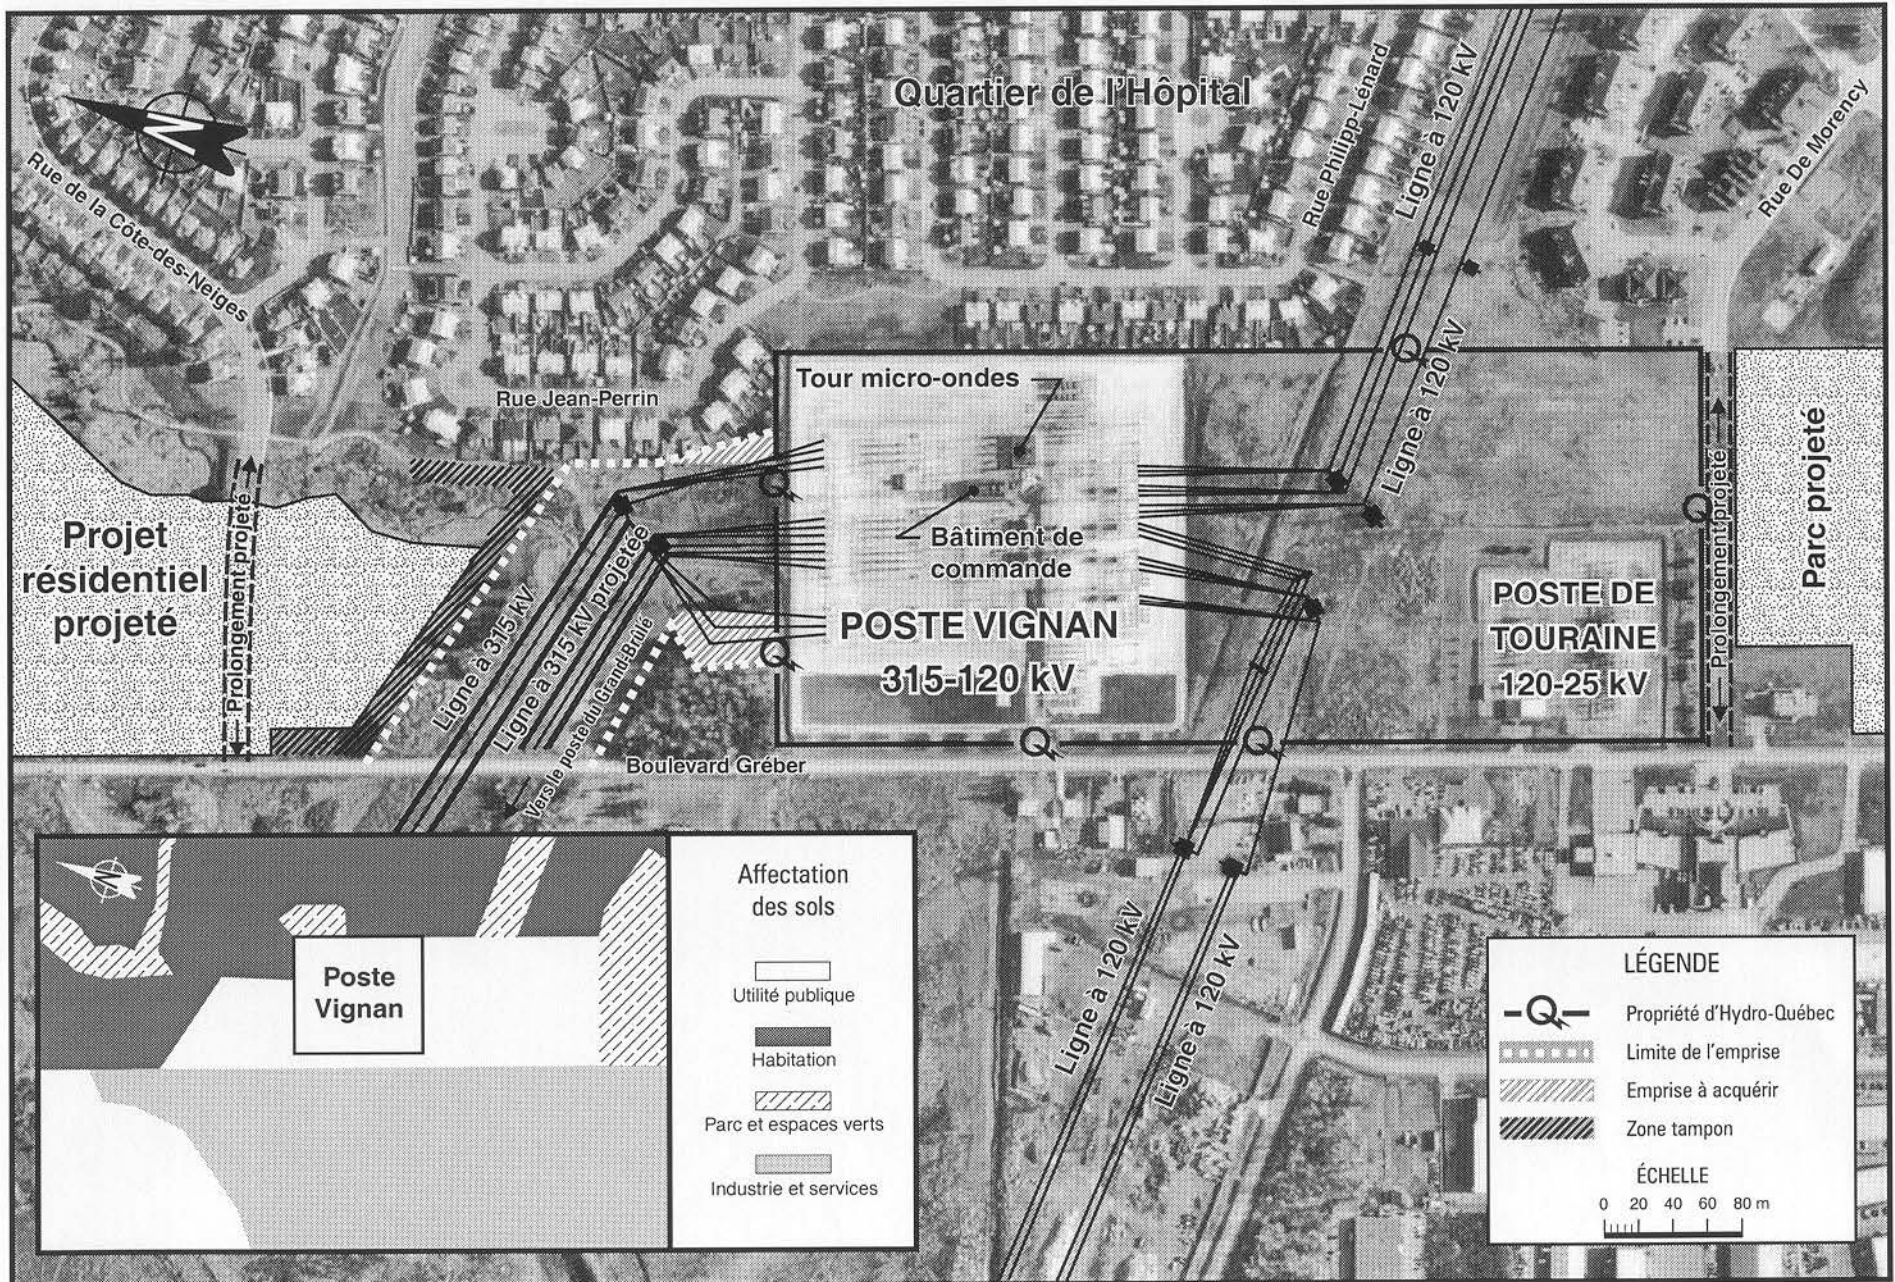 Quartier de l'Hôpital
N
Rue de la Côte-des-Neiges
Rue Philipp-Lénard
Ligne à 120 kV
Rue De Morency
Rue Jean-Perrin
Tour micro-ondes
Ligne à 120 kV
Q
Q
Q
Projet
résidentiel
projeté
Prolongement projeté
Bâtiment de
commande
Ligne à 315 kV
Ligne à 315 kV projetée
Vers le poste du Grand-Brûlé
Q
POSTE VIGNAN
315-120 kV
POSTE DE
TOURAINE
120-25 kV
Prolongement projeté
Parc projeté
Q
Q
Boulevard Gréber
Ligne à 120 kV
Ligne à 120 kV
N
Poste
Vignan
Affectation
des sols
Utilité publique
Habitation
Parc et espaces verts
Industrie et services
LÉGENDE
Q
Propriété d'Hydro-Québec
Limite de l'emprise
Emprise à acquérir
Zone tampon
ÉCHELLE
0 20 40 60 80 m